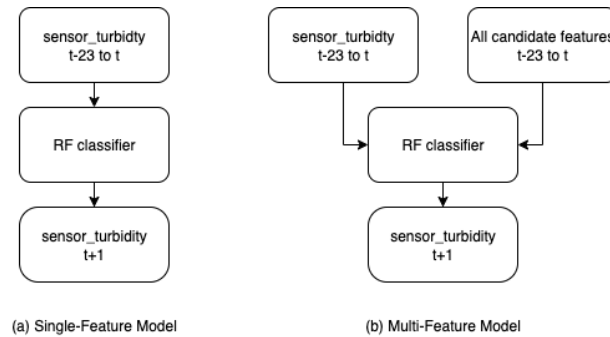 sensor_turbidty
t-23 to t
RF classifier
sensor_turbidity
t+1
(a) Single-Feature Model
sensor_turbidty
t-23 to t
All candidate features
t-23 to t
RF classifier
sensor_turbidity
t+1
(b) Multi-Feature Model